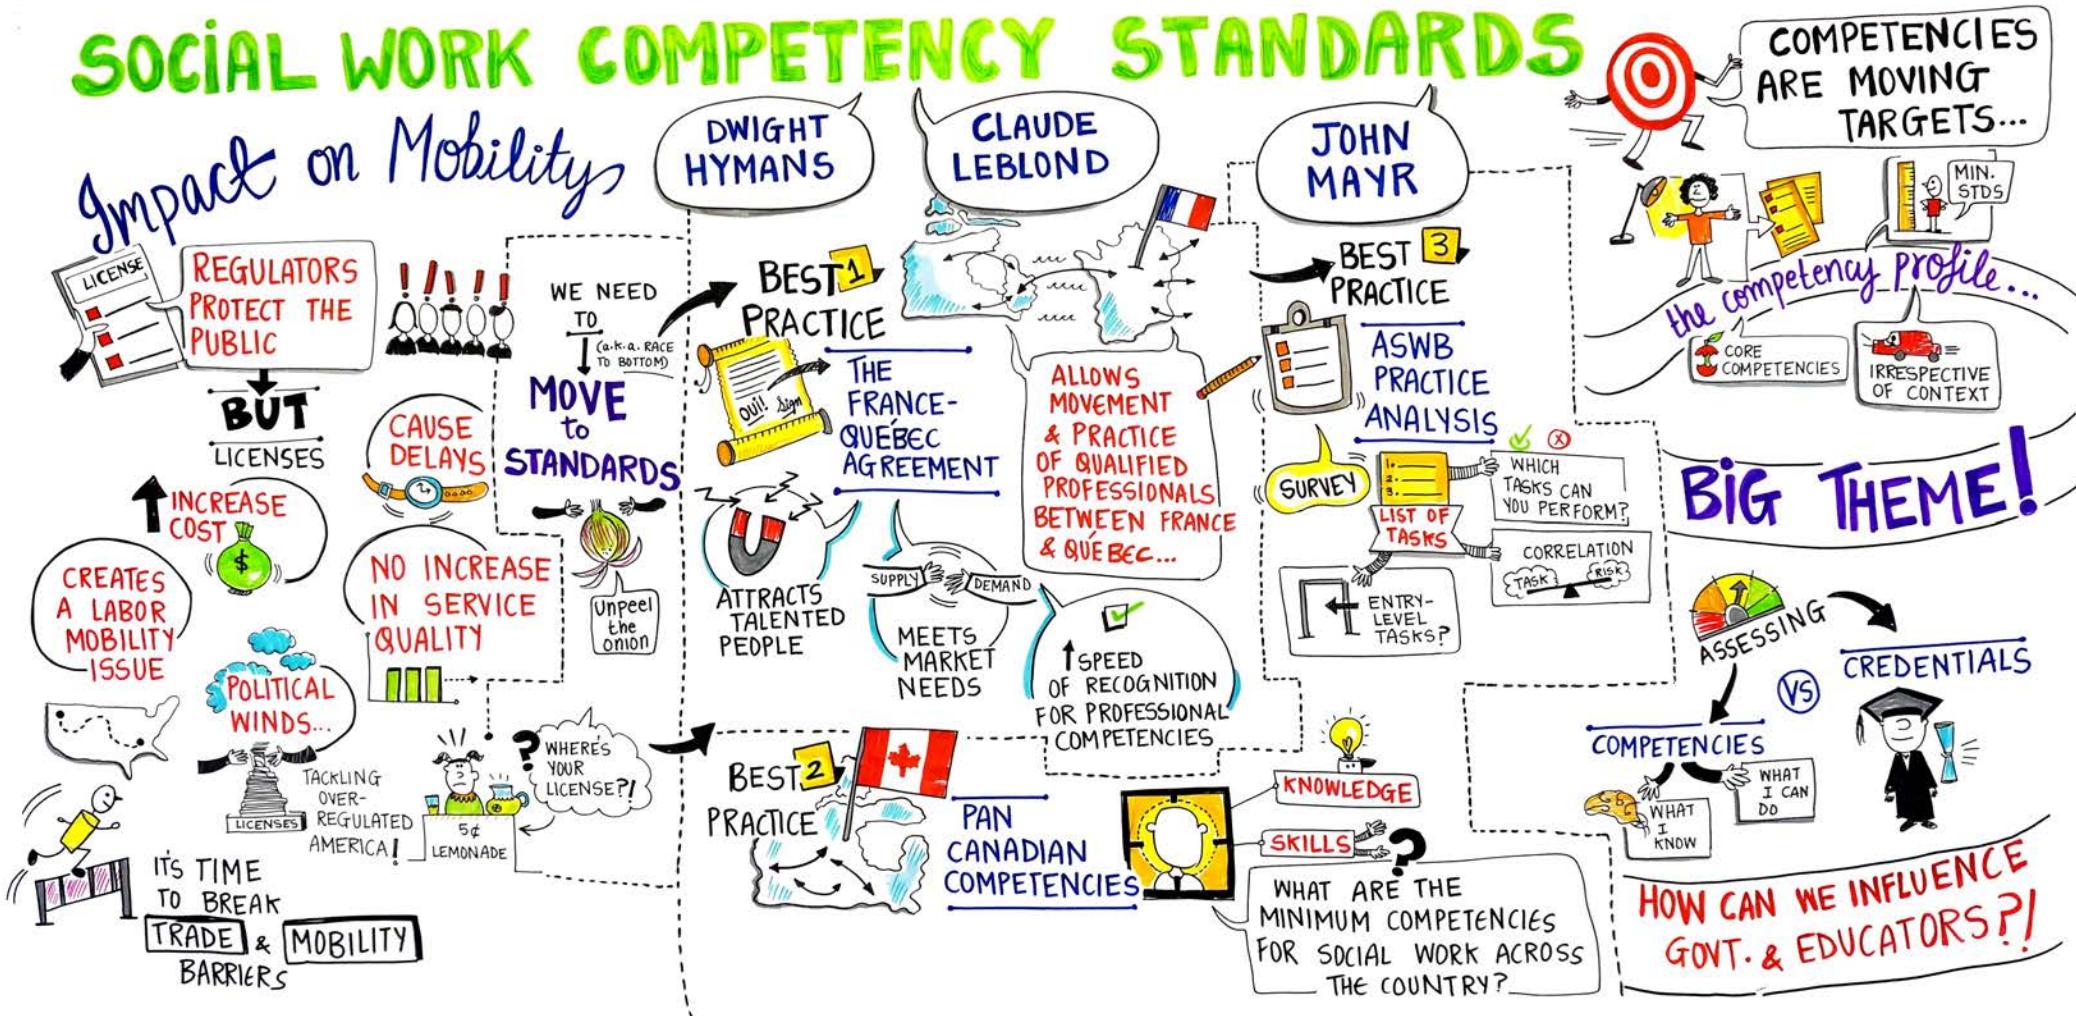 SOCIAL WORK COMPETENCY STANDARDS
Impact on Mobility
DWIGHT
HYMANS
CLAUDE
LEBLOND
JOHN
MAYR
LICENSE
REGULATORS
PROTECT THE
PUBLIC
BUT
LICENSES
INCREASE
COST
$
CAUSE
DELAYS
CREATES
A LABOR
MOBILITY
ISSUE
NO INCREASE
IN SERVICE
QUALITY
POLITICAL
WINDS...
LICENSES
TACKLING
OVER-
REGULATED
AMERICA!
5¢
LEMONADE
?
WHERE'S
YOUR
LICENSE?!
IT'S TIME
TO BREAK
TRADE & MOBILITY
BARRIERS
WE NEED
TO
(a.k.a. RACE
TO BOTTOM)
MOVE
to
STANDARDS
Unpeel
the
onion
BEST 1
PRACTICE
OUI! Sign
THE
FRANCE-
QUÉBEC
AGREEMENT
ALLOWS
MOVEMENT
& PRACTICE
OF QUALIFIED
PROFESSIONALS
BETWEEN FRANCE
& QUÉBEC...
ATTRACTS
TALENTED
PEOPLE
SUPPLY
DEMAND
MEETS
MARKET
NEEDS
SPEED
OF RECOGNITION
FOR PROFESSIONAL
COMPETENCIES
BEST 2
PRACTICE
PAN
CANADIAN
COMPETENCIES
KNOWLEDGE
SKILLS
?
WHAT ARE THE
MINIMUM COMPETENCIES
FOR SOCIAL WORK ACROSS
THE COUNTRY?
BEST 3
PRACTICE
ASWB
PRACTICE
ANALYSIS
SURVEY
1.
2.
3.
LIST OF
TASKS
WHICH
TASKS CAN
YOU PERFORM?
CORRELATION
TASK
RISK
ENTRY-
LEVEL
TASKS?
COMPETENCIES
ARE MOVING
TARGETS...
MIN.
STDS
the competency profile...
CORE
COMPETENCIES
IRRESPECTIVE
OF CONTEXT
BIG THEME!
ASSESSING
CREDENTIALS
VS
COMPETENCIES
WHAT
I
KNOW
WHAT
I CAN
DO
HOW CAN WE INFLUENCE
GOVT. & EDUCATORS?!